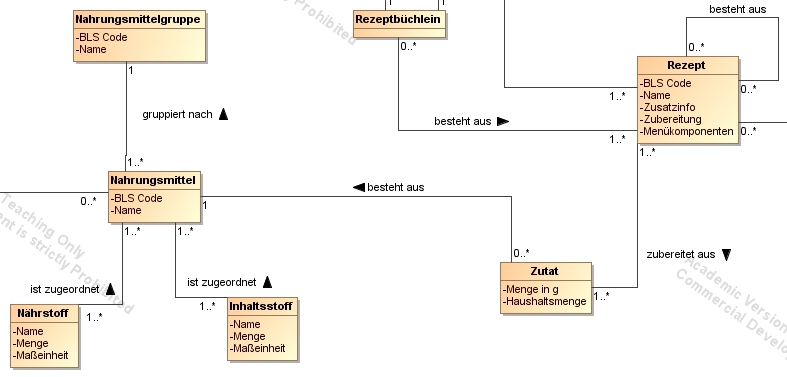 Nahrungsmittelgruppe
-BLS Code
-Name
1
gruppiert nach
1..*
Nahrungsmittel
-BLS Code
-Name
0..*
1
1..*
1..*
ist zugeordnet
1..*
Nährstoff
-Name
-Menge
-Maßeinheit
ist zugeordnet
1..*
Inhaltsstoff
-Name
-Menge
-Maßeinheit
Rezeptbüchlein
0..*
besteht aus
1..*
1..*
besteht aus
0..*
0..*
0..*
Rezept
-BLS Code
-Name
-Zusatzinfo
-Zubereitung
-Menükomponenten
1..*
zubereitet aus
1..*
besteht aus
0..*
Zutat
-Menge in g
-Haushaltsmenge
Prohibited
Teaching Only
ent is strictly Prohibited
Academic Version
Commercial Develo